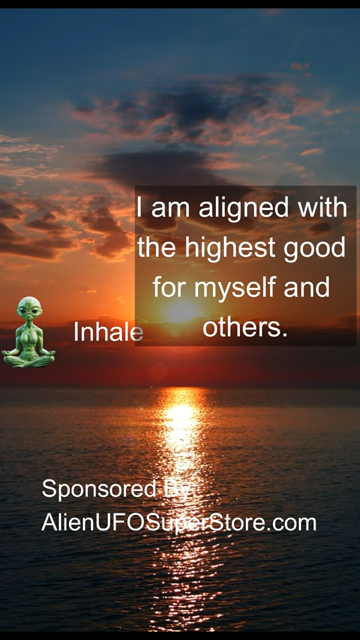 I am aligned with
the highest good
for myself and
others.
Inhale
Sponsored By
AlienUFOSuperStore.com